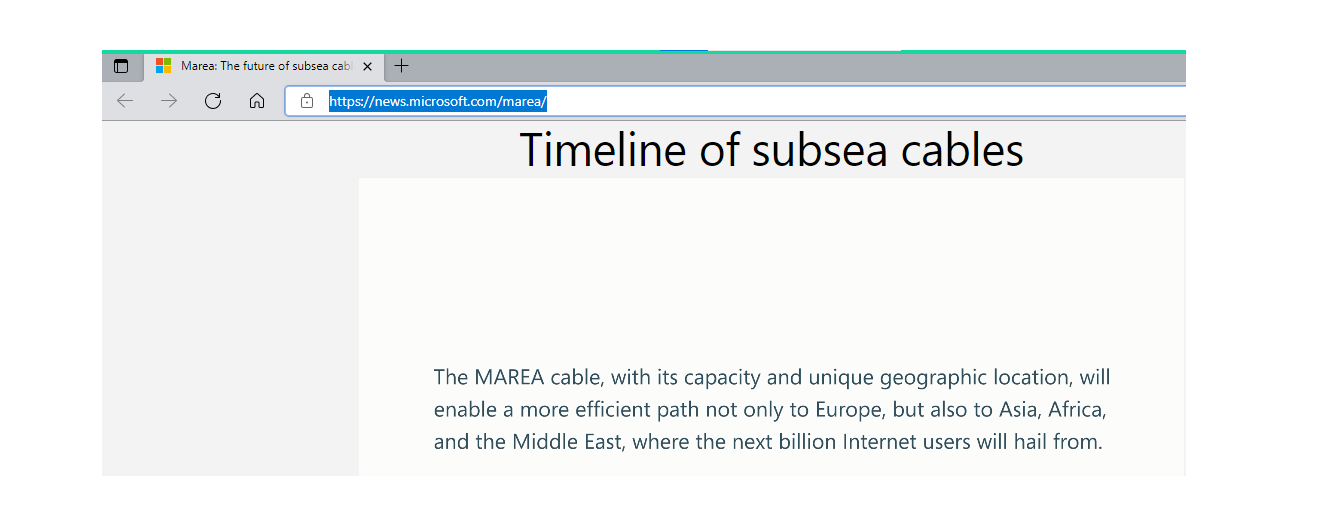 Marea: The future of subsea cabl
https://news.microsoft.com/marea/
Timeline of subsea cables
The MAREA cable, with its capacity and unique geographic location, will
enable a more efficient path not only to Europe, but also to Asia, Africa,
and the Middle East, where the next billion Internet users will hail from.